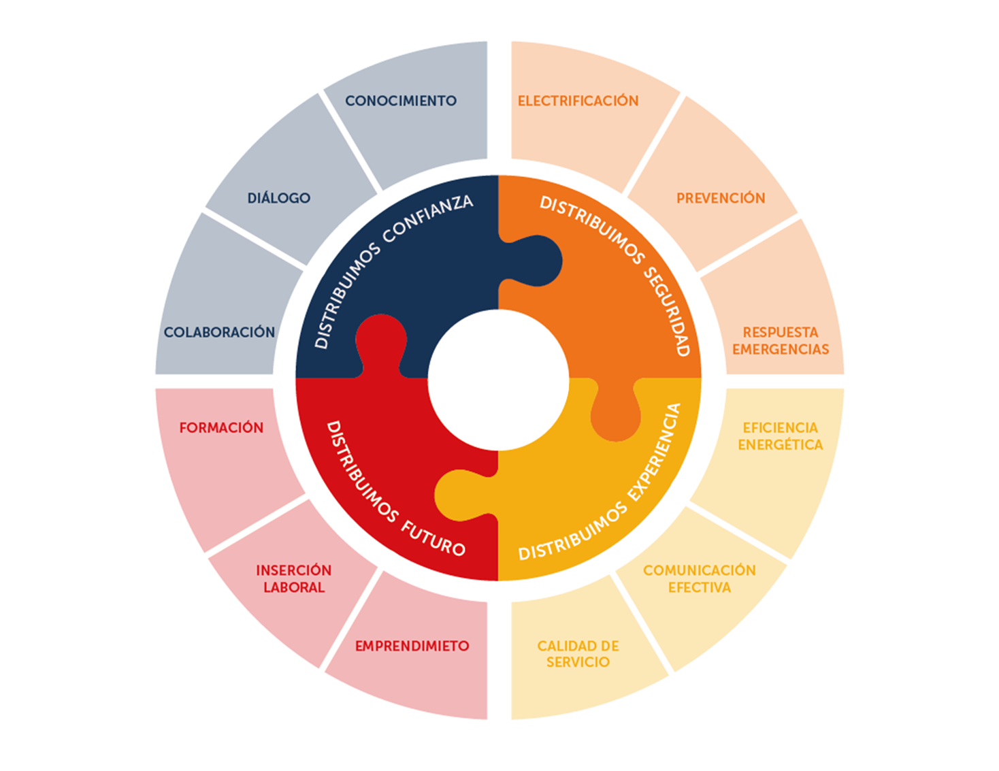 CONOCIMIENTO
ELECTRIFICACIÓN
DIÁLOGO
PREVENCIÓN
COLABORACIÓN
RESPUESTA
EMERGENCIAS
DISTRIBUIMOS CONFIANZA
DISTRIBUIMOS SEGURIDAD
DISTRIBUIMOS FUTURO
DISTRIBUIMOS EXPERIENCIA
FORMACIÓN
EFICIENCIA
ENERGÉTICA
INSERCIÓN
LABORAL
COMUNICACIÓN
EFECTIVA
EMPRENDIMIETO
CALIDAD DE
SERVICIO